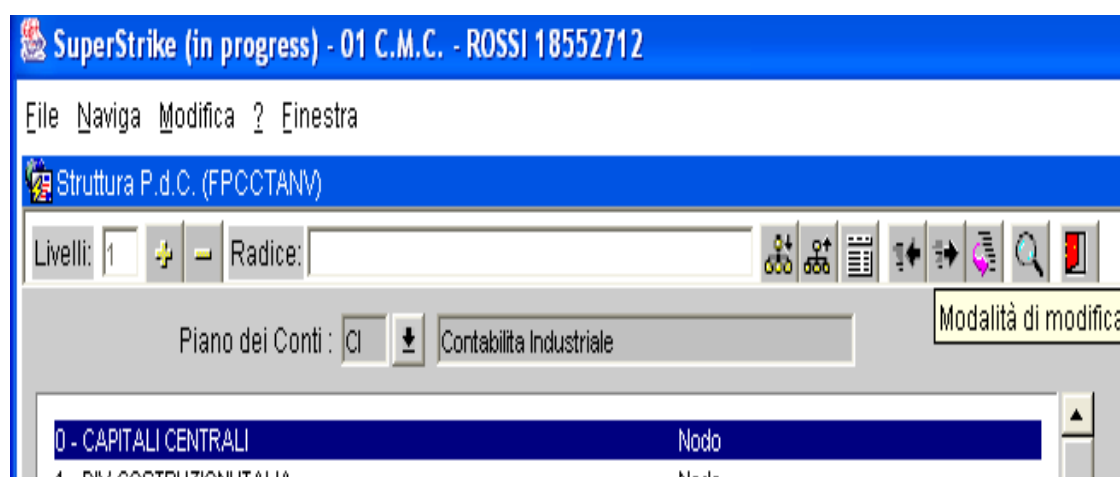 SuperStrike (in progress) - 01 C.M.C. - ROSSI 18552712
File Naviga Modifica ? Finestra
Struttura P.d.C. (FPCCTANV)
Livelli: 1 Radice:
Modalità di modifica
Piano dei Conti : CI Contabilita Industriale
0 - CAPITALI CENTRALI Nodo